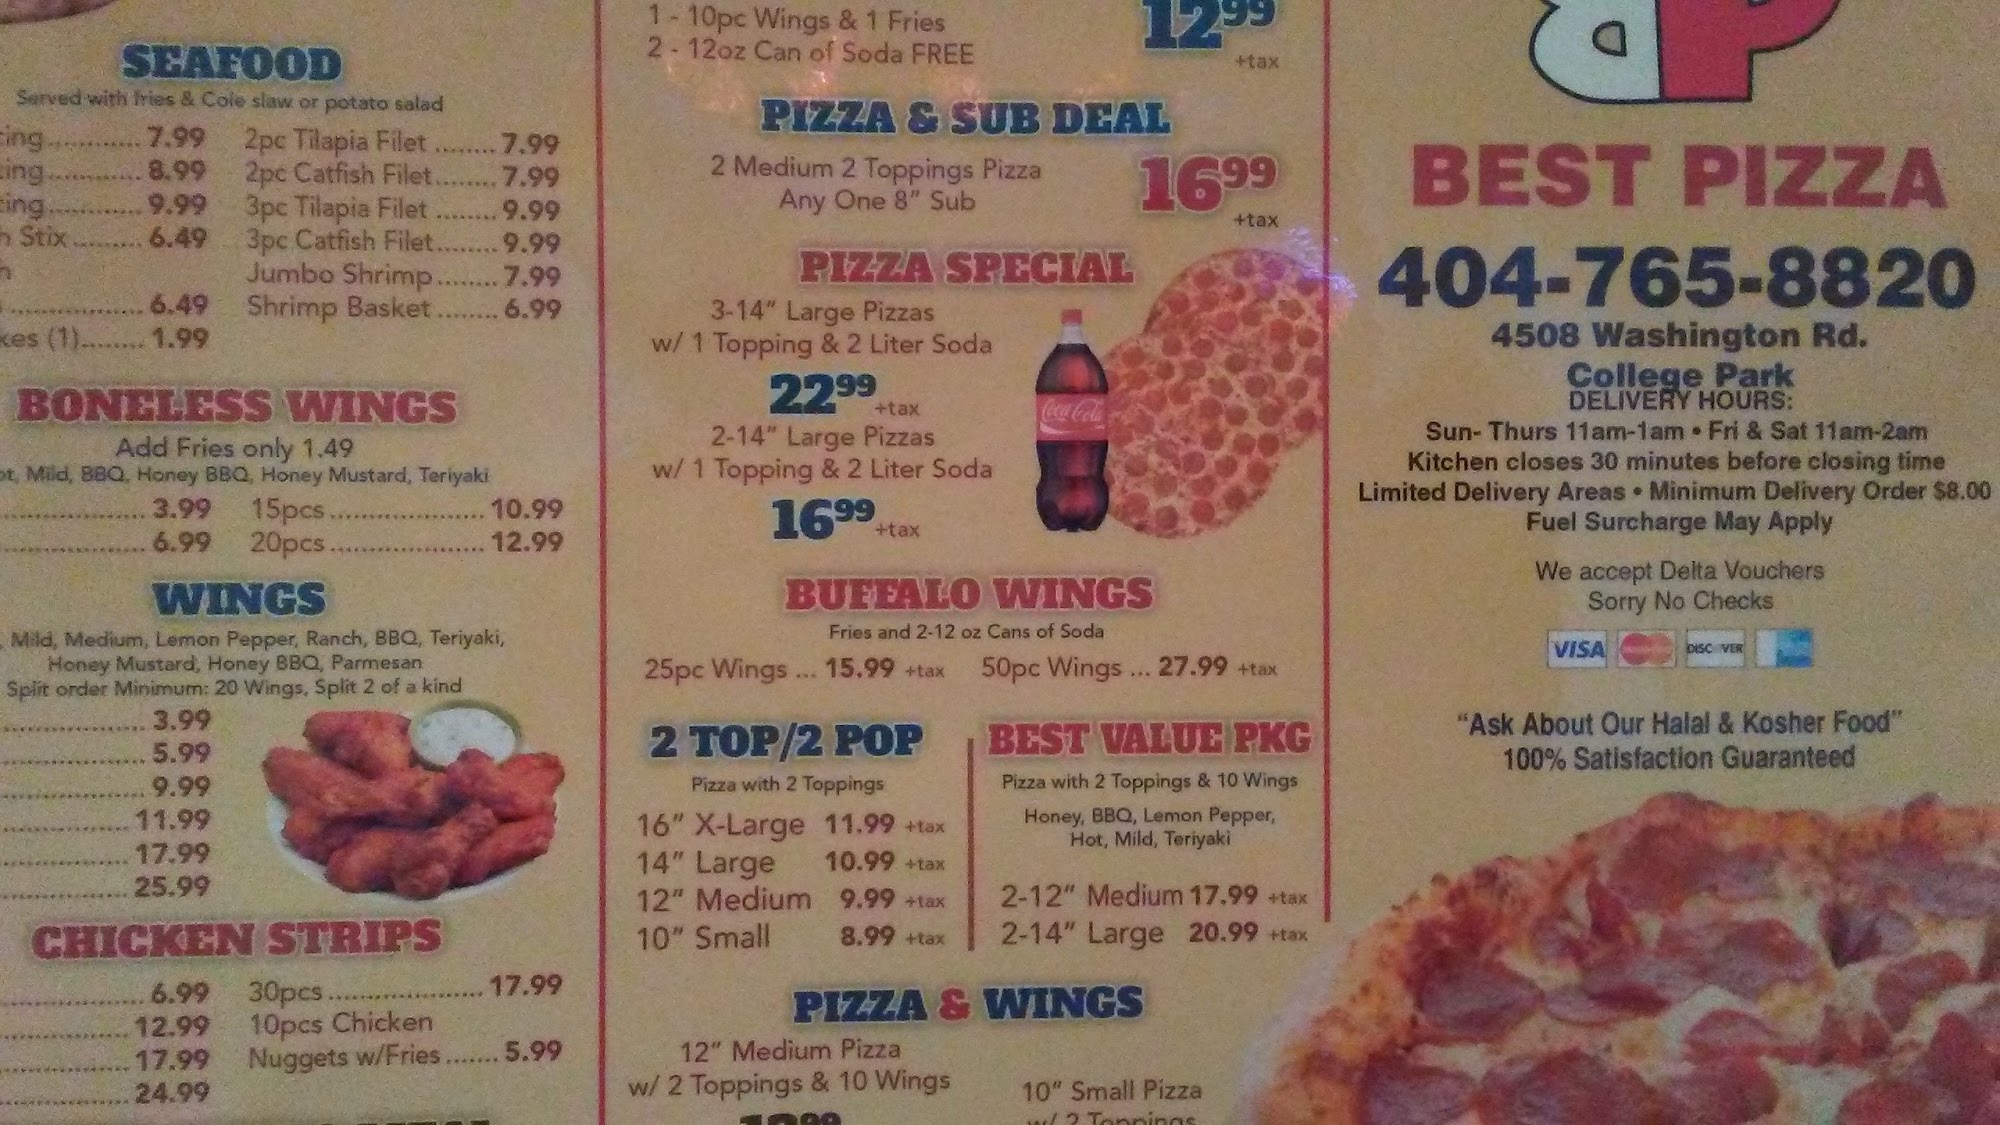 SEAFOOD
Served with fries & Cole slaw or potato salad
7.99
8.99
9.99
Stix ......... 6.49
6.49
(1)........ 1.99
2pc Tilapia Filet ........ 7.99
2pc Catfish Filet........ 7.99
3pc Tilapia Filet ........ 9.99
3pc Catfish Filet........ 9.99
Jumbo Shrimp........ 7.99
Shrimp Basket ........ 6.99
BONELESS WINGS
Add Fries only 1.49
Mild, BBQ, Honey BBQ, Honey Mustard, Teriyaki
3.99
6.99
15pcs .................... 10.99
20pcs .................... 12.99
WINGS
Mild, Medium, Lemon Pepper, Ranch, BBQ, Teriyaki,
Honey Mustard, Honey BBQ, Parmesan
Split order Minimum: 20 Wings, Split 2 of a kind
3.99
5.99
9.99
11.99
17.99
25.99
CHICKEN STRIPS
6.99
12.99
17.99
24.99
30pcs .................... 17.99
10pcs Chicken
Nuggets w/Fries ....... 5.99
1 - 10pc Wings & 1 Fries
2 - 12oz Can of Soda FREE
12.99
+tax
PIZZA & SUB DEAL
2 Medium 2 Toppings Pizza
Any One 8" Sub
16.99
+tax
PIZZA SPECIAL
3-14" Large Pizzas
w/ 1 Topping & 2 Liter Soda
22.99 +tax
2-14" Large Pizzas
w/ 1 Topping & 2 Liter Soda
16.99 +tax
Coca-Cola
BUFFALO WINGS
Fries and 2-12 oz Cans of Soda
25pc Wings ... 15.99 +tax 50pc Wings ... 27.99 +tax
2 TOP/2 POP
Pizza with 2 Toppings
16" X-Large 11.99 +tax
14" Large 10.99 +tax
12" Medium 9.99 +tax
10" Small 8.99 +tax
BEST VALUE PKG
Pizza with 2 Toppings & 10 Wings
Honey, BBQ, Lemon Pepper,
Hot, Mild, Teriyaki
2-12" Medium 17.99 +tax
2-14" Large 20.99 +tax
PIZZA & WINGS
12" Medium Pizza
w/ 2 Toppings & 10 Wings
10" Small Pizza
w/ 2 Toppings
BP
BEST PIZZA
404-765-8820
4508 Washington Rd.
College Park
DELIVERY HOURS:
Sun- Thurs 11am-1am • Fri & Sat 11am-2am
Kitchen closes 30 minutes before closing time
Limited Delivery Areas • Minimum Delivery Order $8.00
Fuel Surcharge May Apply
We accept Delta Vouchers
Sorry No Checks
VISA DISCOVER
"Ask About Our Halal & Kosher Food"
100% Satisfaction Guaranteed